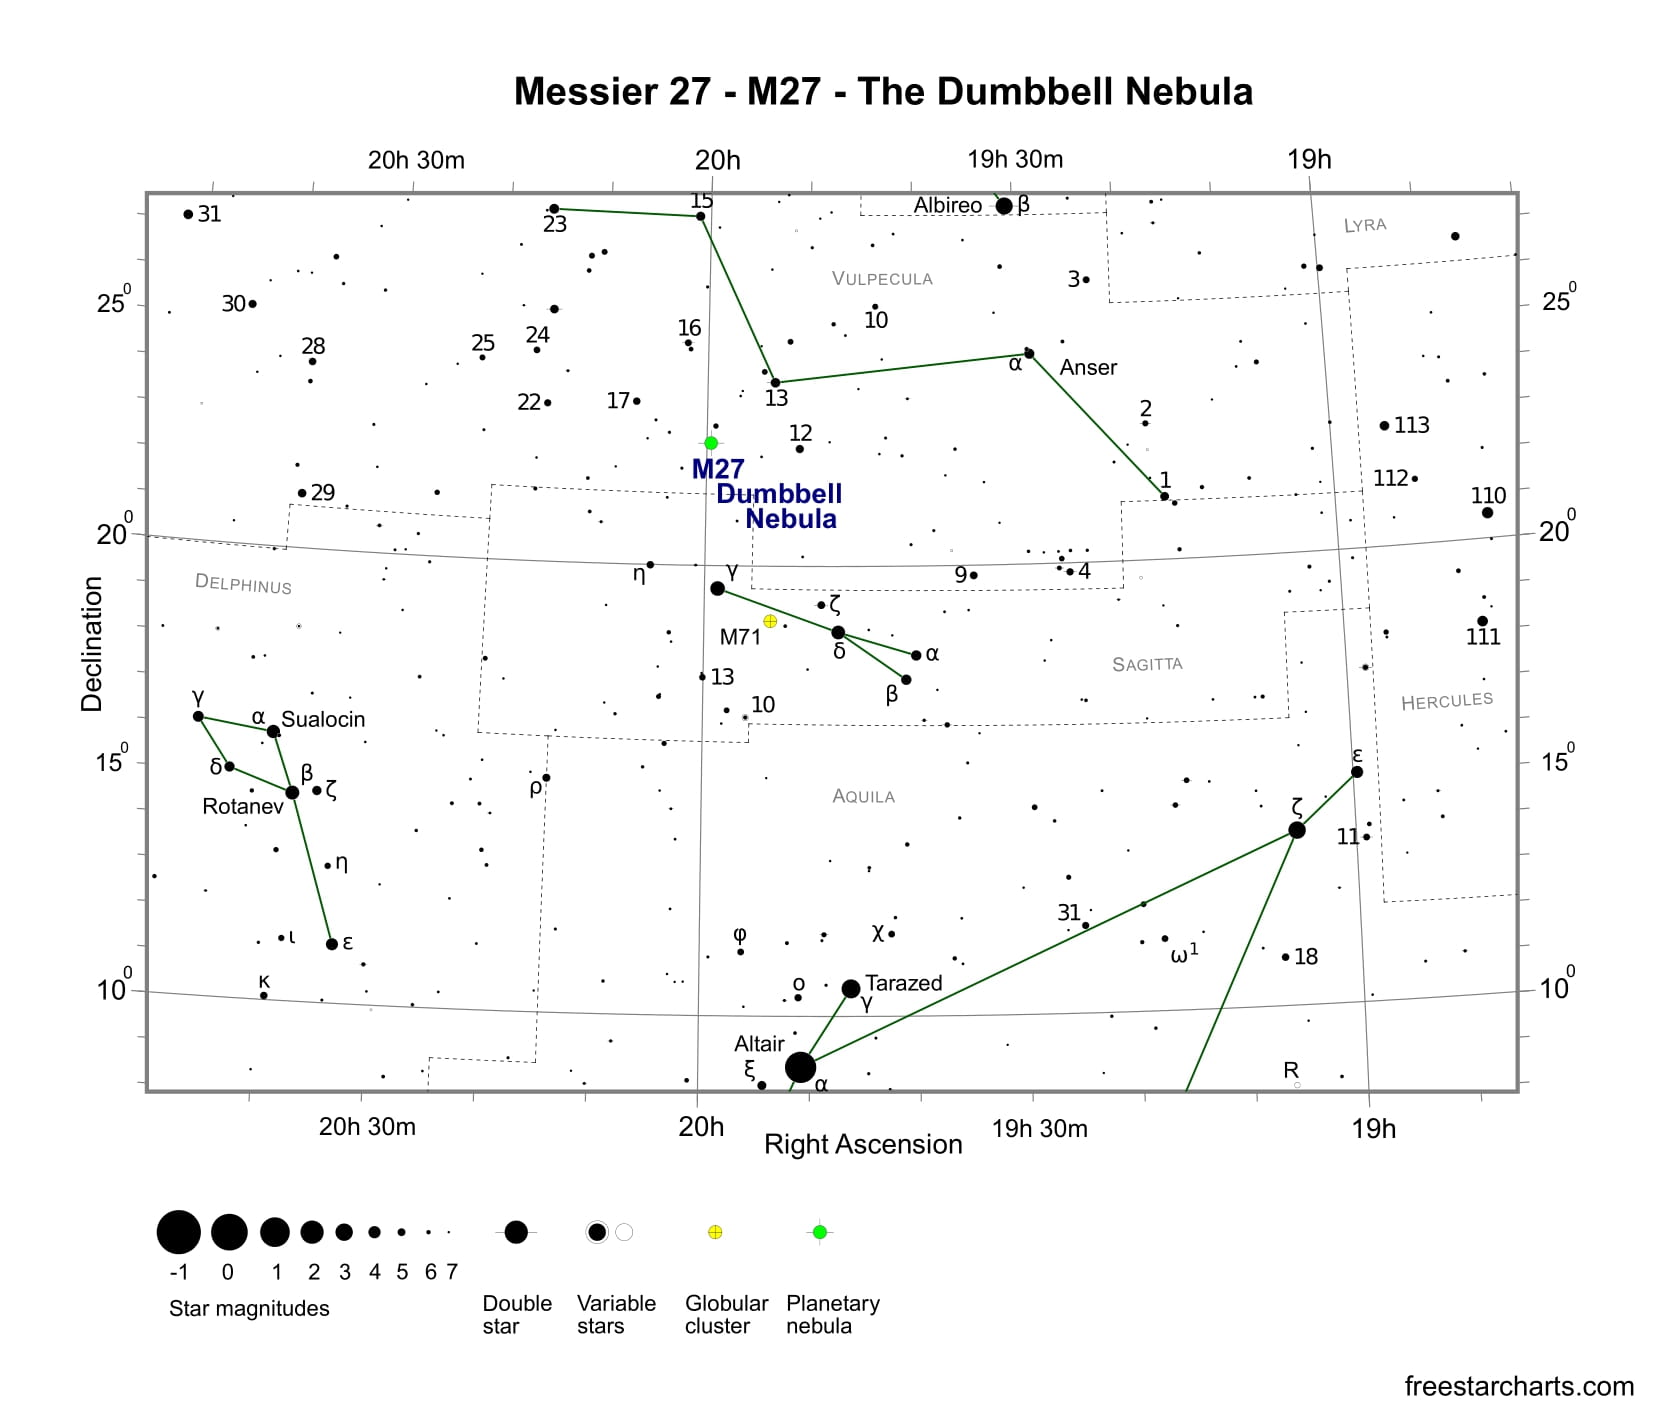 Messier 27 - M27 - The Dumbbell Nebula
20h 30m 20h 19h 30m 19h
31 23 15 Albireo β LYRA
VULPECULA 3
25⁰ 30 10 25⁰
28 25 24 16
α Anser
22 17 13 2
12 113
M27 112
29 Dumbbell 1 110
Nebula
20⁰ 20⁰
η γ 9 4
DELPHINUS ζ
M71 δ α 111
SAGITTA
13 β
10 HERCULES
γ α Sualocin
15⁰ δ β ζ ρ ε 15⁰
Rotanev AQUILA ζ
11
η
31
ι ε φ χ ω¹ 18
10⁰ κ ο Tarazed 10⁰
γ
Altair
ξ α R
Declination
20h 30m 20h 19h 30m 19h
Right Ascension
-1 0 1 2 3 4 5 6 7
Star magnitudes
Double star
Variable stars
Globular cluster
Planetary nebula
freestarcharts.com